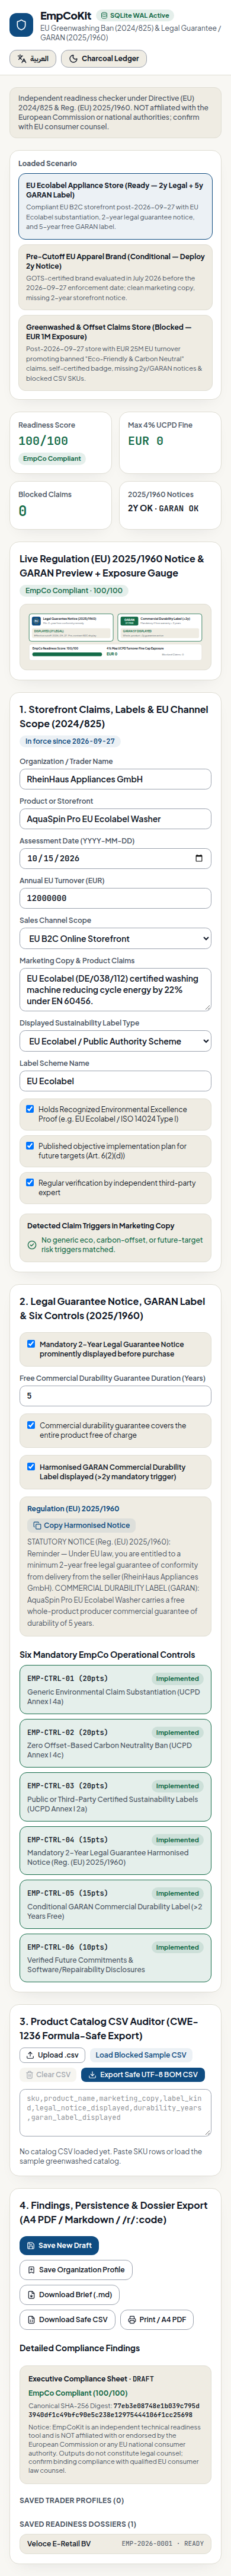 EmpCoKit
SQLite WAL Active
EU Greenwashing Ban (2024/825) & Legal Guarantee /
GARAN (2025/1960)
العربية
Charcoal Ledger
Independent readiness checker under Directive (EU)
2024/825 & Reg. (EU) 2025/1960. NOT affiliated with the
European Commission or national authorities; confirm
with EU consumer counsel.
Loaded Scenario
EU Ecolabel Appliance Checker (Ready — 2y Legal + 5y
GARAN Label)
Compliant EU B2C storefront post-2026-09-27 with EU
Ecolabel substantiation, 2-year legal guarantee notice,
and 5-year free GARAN label.
Pre-Cutoff EU Apparel Brand (Conditional — Deploy
2y Notice)
GOTS-certified brand evaluated in July 2026 before the
2026-09-27 enforcement date; clean marketing copy,
missing 2-year storefront notice.
Greenwashed & Offset Claims Store (Blocked —
EUR 1M Exposure)
Post-2026-09-27 store with EUR 25M EU turnover
promoting banned "Eco-Friendly & Carbon Neutral"
claims, self-certified badge, missing 2y/GARAN notices &
blocked CSV SKUs.
Readiness Score
100/100
EmpCo Compliant
Max 4% UCPD Fine
EUR 0
Blocked Claims
0
2025/1960 Notices
2Y OK · GARAN OK
Live Regulation (EU) 2025/1960 Notice &
GARAN Preview + Exposure Gauge
EmpCo Compliant · 100/100
1. Storefront Claims, Labels & EU Channel
Scope (2024/825)
In force since 2026-09-27
Organization / Trader Name
RheinHaus Appliances GmbH
Product or Storefront
AquaSpin Pro EU Ecolabel Washer
Assessment Date (YYYY-MM-DD)
10/15/2026
Annual EU Turnover (EUR)
12000000
Sales Channel Scope
EU B2C Online Storefront
Marketing Copy & Product Claims
EU Ecolabel (DE/038/112) certified washing
machine reducing cycle energy by 22%
under EN 60456.
Displayed Sustainability Label Type
EU Ecolabel / Public Authority Scheme
Label Scheme Name
EU Ecolabel
Holds Recognized Environmental Excellence
Proof (e.g. EU Ecolabel / ISO 14024 Type I)
Published objective implementation plan for
future targets (Art. 6(2)(d))
Regular verification by independent third-party
expert
Detected Claim Triggers in Marketing Copy
No generic eco, carbon-offset, or future-target
risk triggers matched.
2. Legal Guarantee Notice, GARAN Label
& Six Controls (2025/1960)
Mandatory 2-Year Legal Guarantee Notice
prominently displayed before purchase
Free Commercial Durability Guarantee Duration (Years)
5
Commercial durability guarantee covers the
entire product free of charge
Harmonised GARAN Commercial Durability
Label displayed (>2y mandatory trigger)
Regulation (EU) 2025/1960
Copy Harmonised Notice
STATUTORY NOTICE (Reg. (EU) 2025/1960):
Reminder — Under EU law, you are entitled to a
minimum 2-year free legal guarantee of conformity
from delivery from the seller (RheinHaus Appliances
GmbH). COMMERCIAL DURABILITY LABEL (GARAN):
AquaSpin Pro EU Ecolabel Washer carries a free
whole-product producer commercial guarantee of
durability of 5 years.
Six Mandatory EmpCo Operational Controls
EMP-CTRL-01 (20pts)
Implemented
Generic Environmental Claim Substantiation (UCPD
Annex I 4a)
EMP-CTRL-02 (20pts)
Implemented
Zero Offset-Based Carbon Neutrality Ban (UCPD
Annex I 4c)
EMP-CTRL-03 (20pts)
Implemented
Public or Third-Party Certified Sustainability Labels
(UCPD Annex I 2a)
EMP-CTRL-04 (15pts)
Implemented
Mandatory 2-Year Legal Guarantee Harmonised
Notice (Reg. (EU) 2025/1960)
EMP-CTRL-05 (15pts)
Implemented
Conditional GARAN Commercial Durability Label (>2
Years Free)
EMP-CTRL-06 (10pts)
Implemented
Verified Future Commitments &
Software/Repairability Disclosures
3. Product Catalog CSV Auditor (CWE-
1236 Formula-Safe Export)
Upload .csv
Load Blocked Sample CSV
Clear CSV
Export Safe UTF-8 BOM CSV
sku,product_name,marketing_copy,label_kin
d,legal_notice_displayed,durability_years
,garan_label_displayed
No catalog CSV loaded yet. Paste SKU rows or load the
sample greenwashed catalog.
4. Findings, Persistence & Dossier Export
(A4 PDF / Markdown / /r/:code)
Save New Draft
Save Organization Profile
Download Brief (.md)
Download Safe CSV
Print / A4 PDF
Detailed Compliance Findings
Executive Compliance Sheet · DRAFT
EmpCo Compliant (100/100)
Notice: EmpCoKit is an independent technical readiness
tool and is NOT affiliated with or endorsed by the
European Commission or any EU national consumer
authority. Outputs do not constitute legal counsel;
confirm binding compliance with qualified EU consumer
law counsel.
SAVED TRADER PROFILES (0)
SAVED READINESS DOSSIERS (1)
Veloce E-Retail BV
EMP-2026-0001 · READY